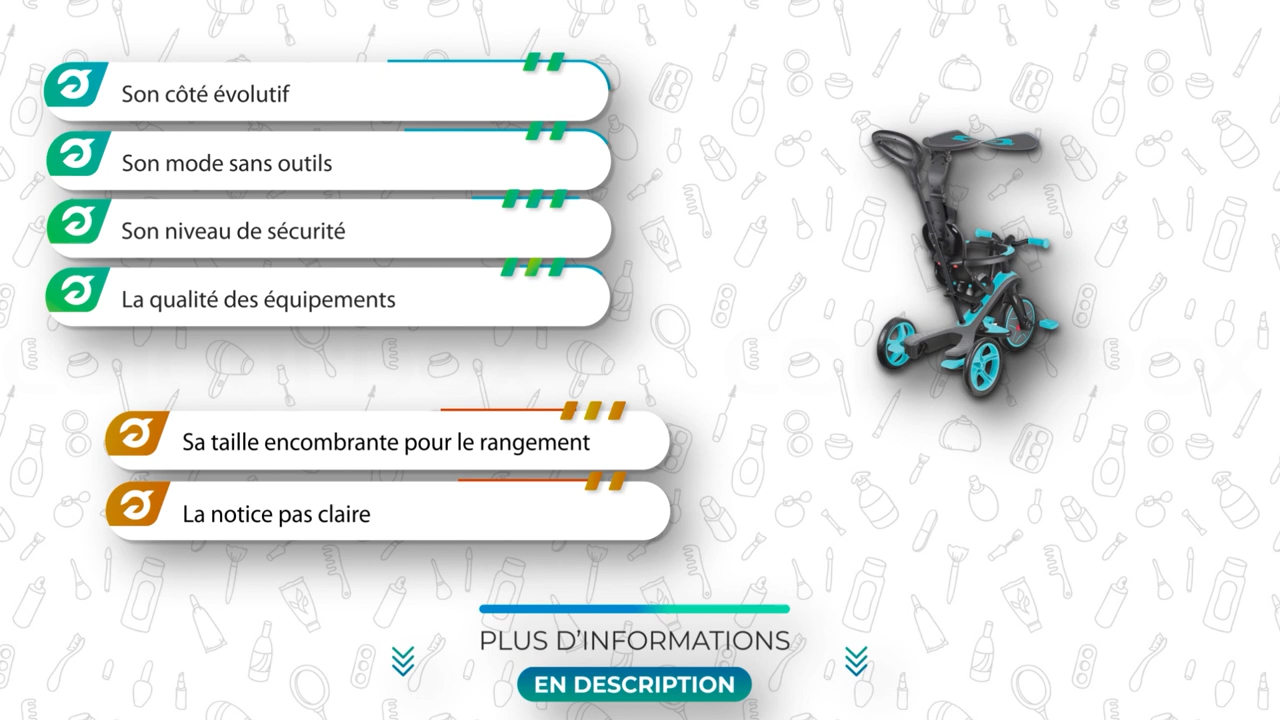 Son côté évolutif
Son mode sans outils
Son niveau de sécurité
La qualité des équipements
Sa taille encombrante pour le rangement
La notice pas claire
PLUS D'INFORMATIONS
EN DESCRIPTION